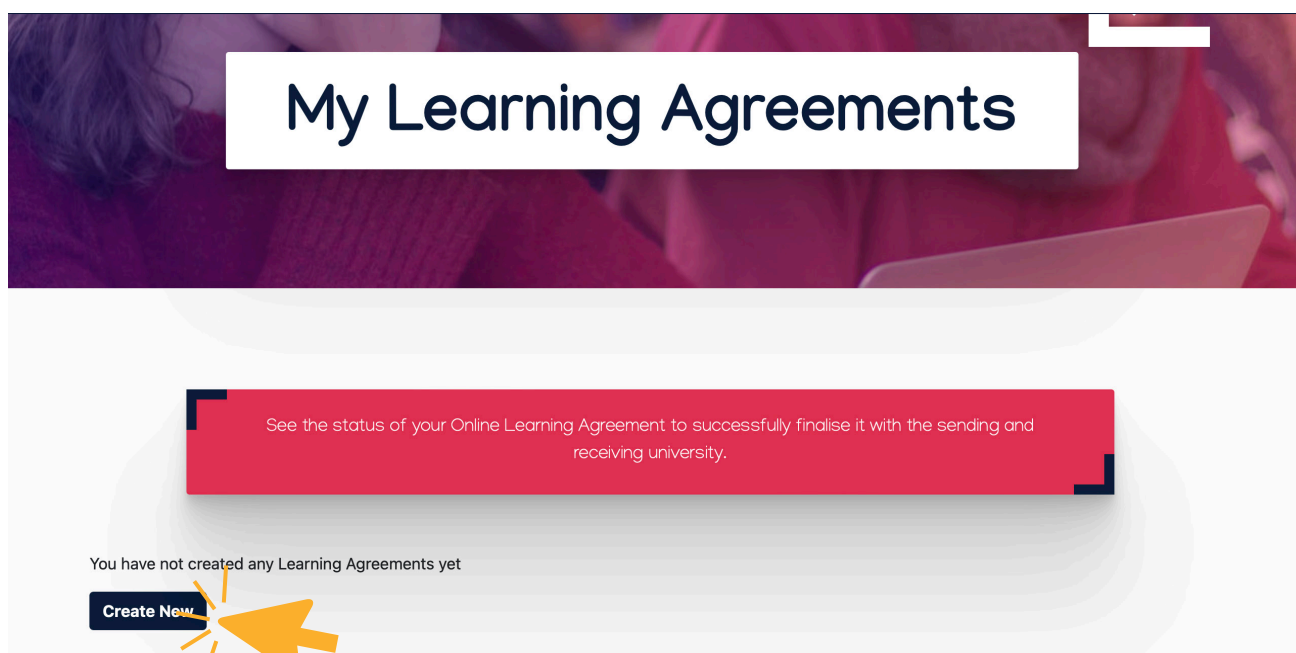 My Learning Agreements
See the status of your Online Learning Agreement to successfully finalise it with the sending and
receiving university.
You have not created any Learning Agreements yet
Create New